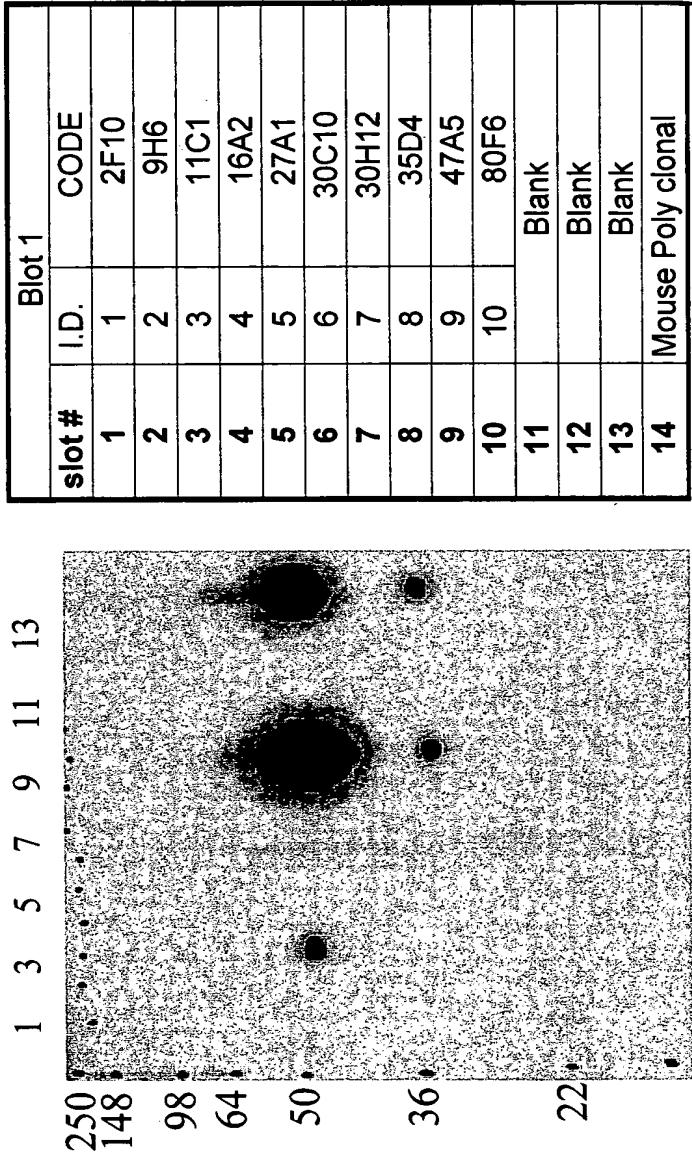 1 3 5 7 9 11 13
250
148
98
64
50
36
22
Blot 1
slot # I.D. CODE
1 1 2F10
2 2 9H6
3 3 11C1
4 4 16A2
5 5 27A1
6 6 30C10
7 7 30H12
8 8 35D4
9 9 47A5
10 10 80F6
11 Blank
12 Blank
13 Blank
14 Mouse Poly clonal